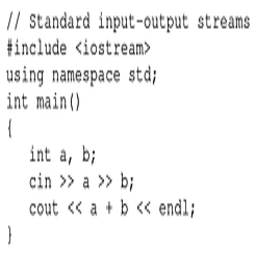 // Standard input-output streams
#include <iostream>
using namespace std;
int main()
{
    int a, b;
    cin >> a >> b;
    cout << a + b << endl;
}